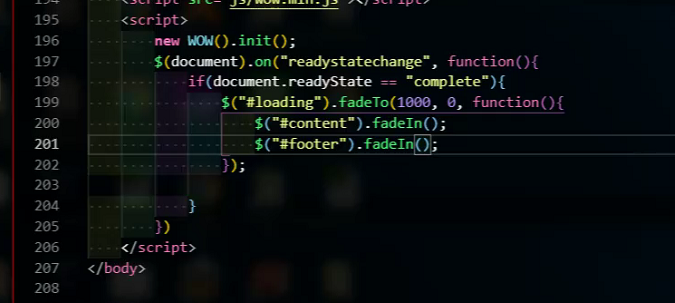 194 <script src="js/wow.min.js"></script>
195 <script>
196 new WOW().init();
197 $(document).on("readystatechange", function(){
198 if(document.readyState == "complete"){
199 $("#loading").fadeTo(1000, 0, function(){
200 $("#content").fadeIn();
201 $("#footer").fadeIn();
202 });
203
204 }
205 })
206 </script>
207 </body>
208